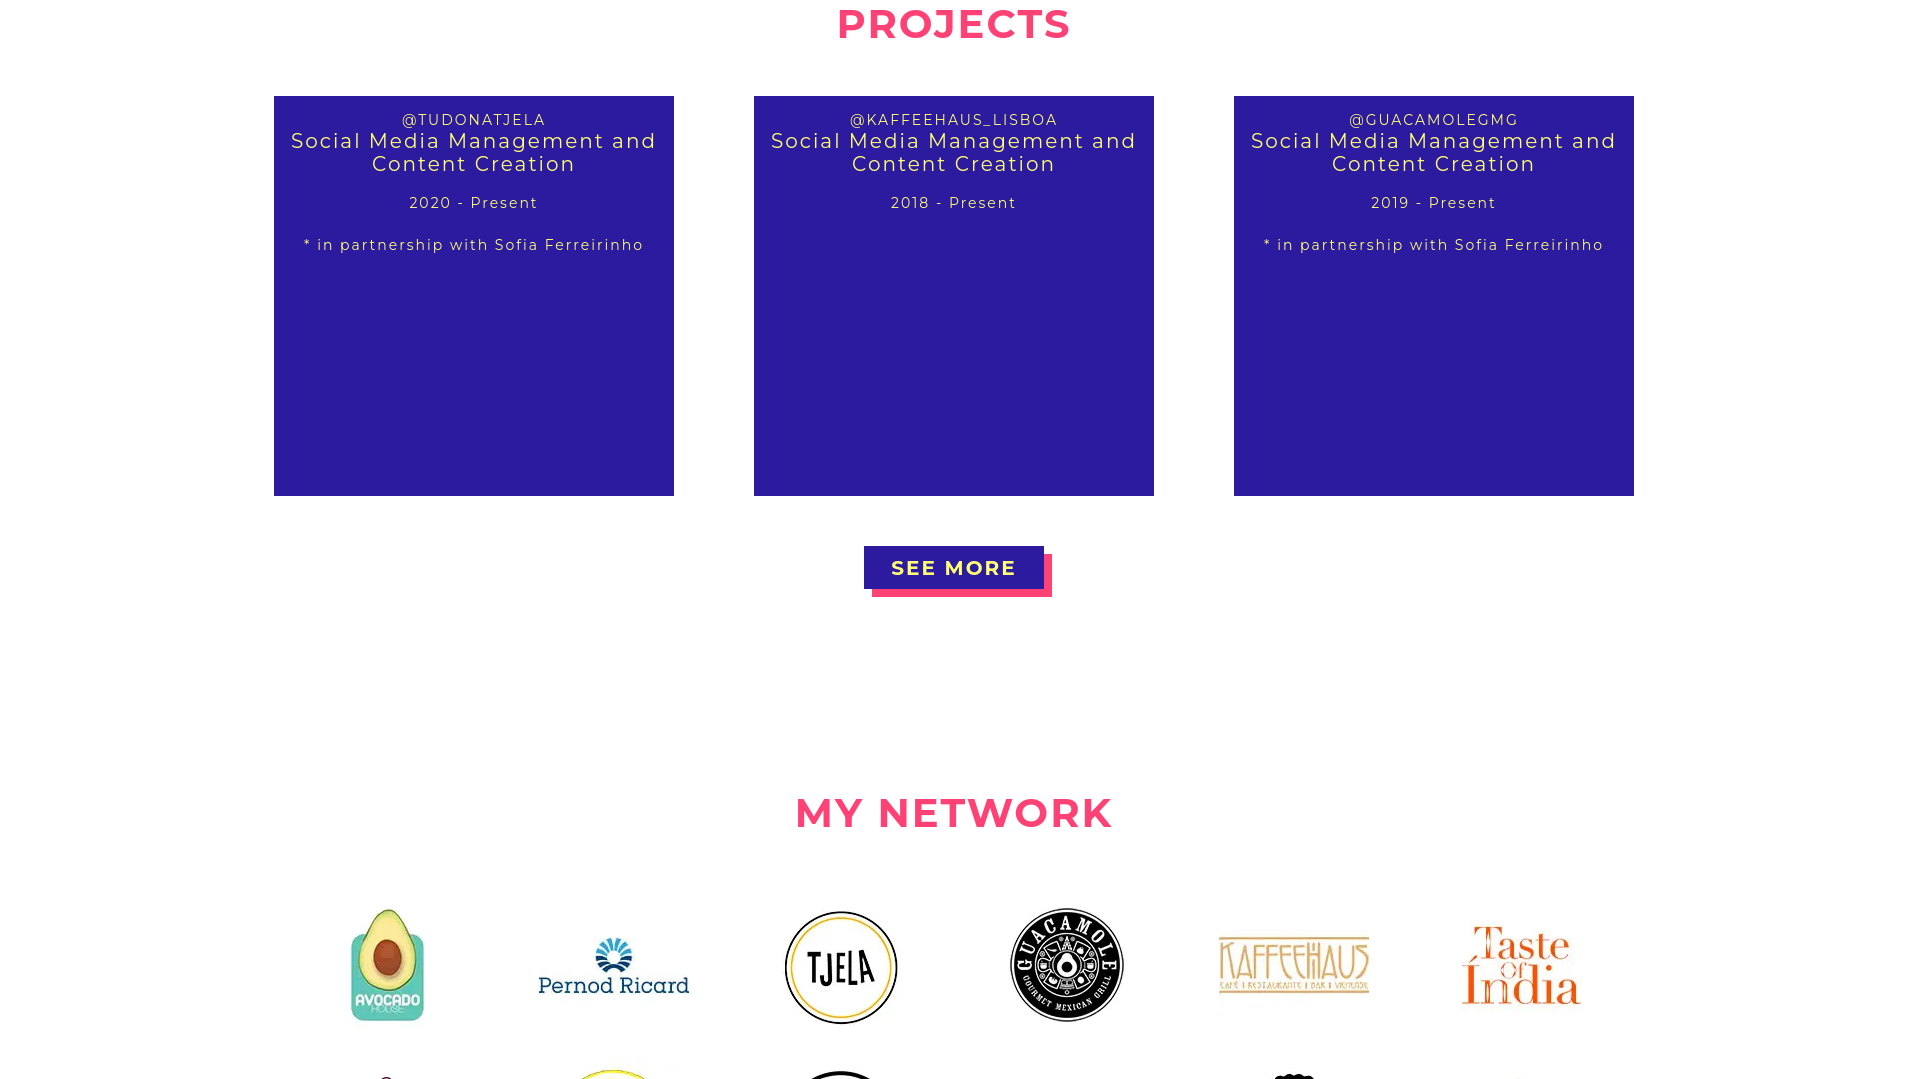 PROJECTS
@TUDONATJELA
Social Media Management and
Content Creation
2020 - Present
* in partnership with Sofia Ferreirinho
@KAFFEEHAUS_LISBOA
Social Media Management and
Content Creation
2018 - Present
@GUACAMOLEGMG
Social Media Management and
Content Creation
2019 - Present
* in partnership with Sofia Ferreirinho
SEE MORE
MY NETWORK
AVOCADO
HOUSE
Pernod Ricard
TJELA
GUACAMOLE
GOURMET MEXICAN GRILL
KAFFEEHAUS
CAFÉ | RESTAURANTE | BAR | VIENENSE
Taste
Of
Índia